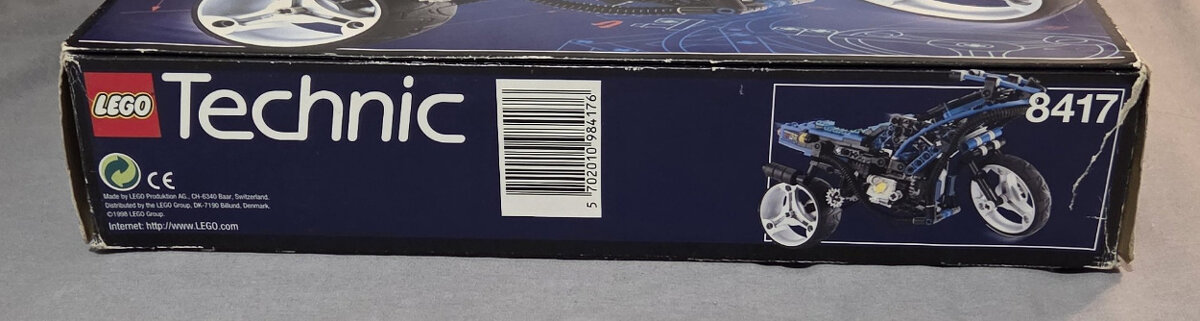 LEGO
Technic
CE
Made by LEGO Produktion AG., CH-6340 Baar, Switzerland.
Distributed by the LEGO Group, DK-7190 Billund, Denmark.
©1998 LEGO Group.
Internet: http://www.LEGO.com
5 702010 984176
8417